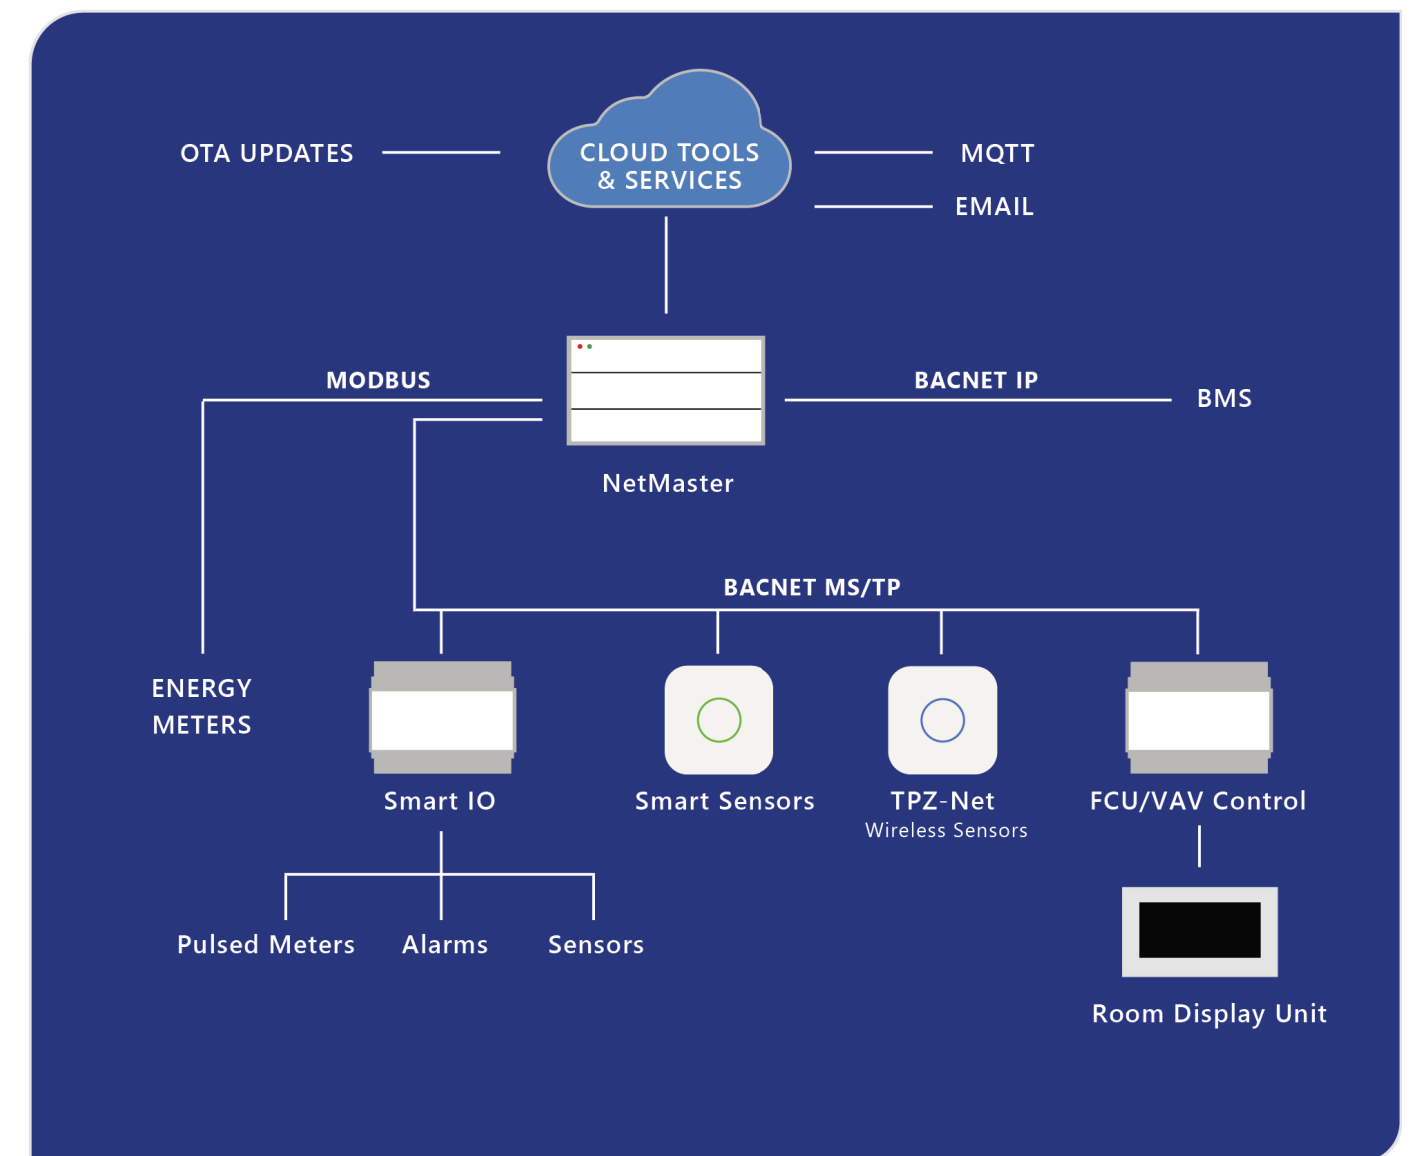 OTA UPDATES
CLOUD TOOLS
& SERVICES
MQTT
EMAIL
MODBUS
BACNET IP
BMS
NetMaster
BACNET MS/TP
ENERGY
METERS
Smart IO
Smart Sensors
TPZ-Net
Wireless Sensors
FCU/VAV Control
Pulsed Meters
Alarms
Sensors
Room Display Unit